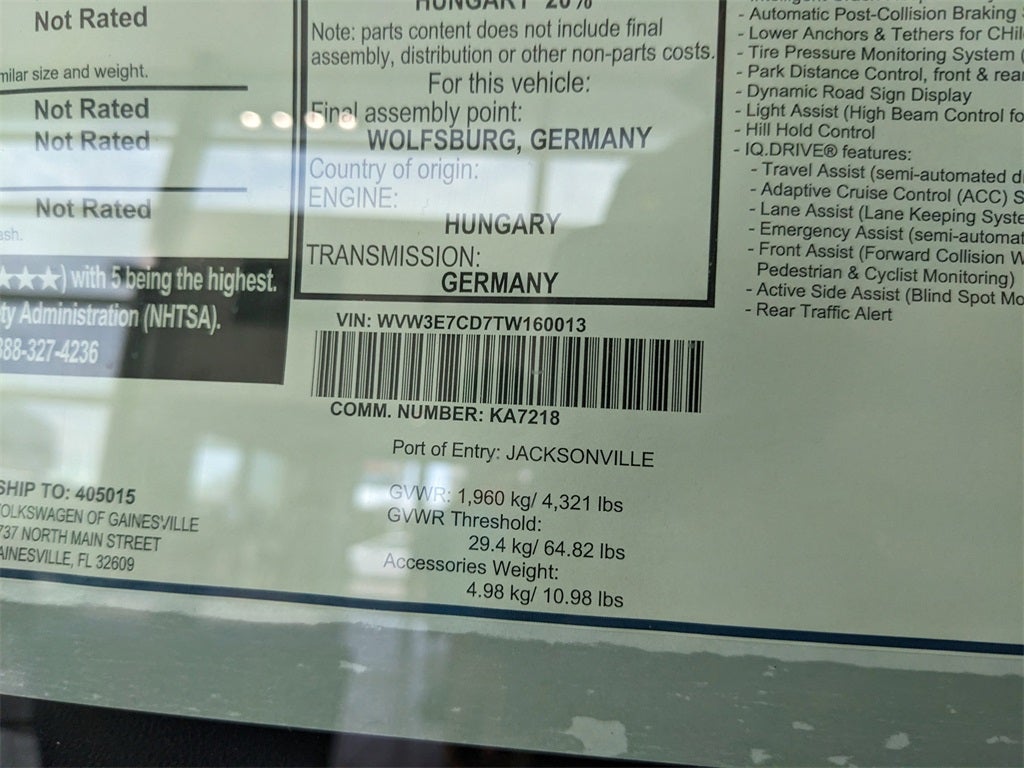 Not Rated
milar size and weight.
Not Rated
Not Rated
Not Rated
ash.
★★★) with 5 being the highest.
ty Administration (NHTSA).
888-327-4236
SHIP TO: 405015
VOLKSWAGEN OF GAINESVILLE
737 NORTH MAIN STREET
AINESVILLE, FL 32609
HUNGARY 20%
Note: parts content does not include final
assembly, distribution or other non-parts costs.
For this vehicle:
Final assembly point:
WOLFSBURG, GERMANY
Country of origin:
ENGINE:
HUNGARY
TRANSMISSION:
GERMANY
VIN: WVW3E7CD7TW160013
COMM. NUMBER: KA7218
Port of Entry: JACKSONVILLE
GVWR: 1,960 kg/ 4,321 lbs
GVWR Threshold:
29.4 kg/ 64.82 lbs
Accessories Weight:
4.98 kg/ 10.98 lbs
- Automatic Post-Collision Braking
- Lower Anchors & Tethers for CHil
- Tire Pressure Monitoring System (
- Park Distance Control, front & rear
- Dynamic Road Sign Display
- Light Assist (High Beam Control fo
- Hill Hold Control
- IQ.DRIVE® features:
- Travel Assist (semi-automated d
- Adaptive Cruise Control (ACC) S
- Lane Assist (Lane Keeping Syste
- Emergency Assist (semi-automat
- Front Assist (Forward Collision W
Pedestrian & Cyclist Monitoring)
- Active Side Assist (Blind Spot Mo
- Rear Traffic Alert